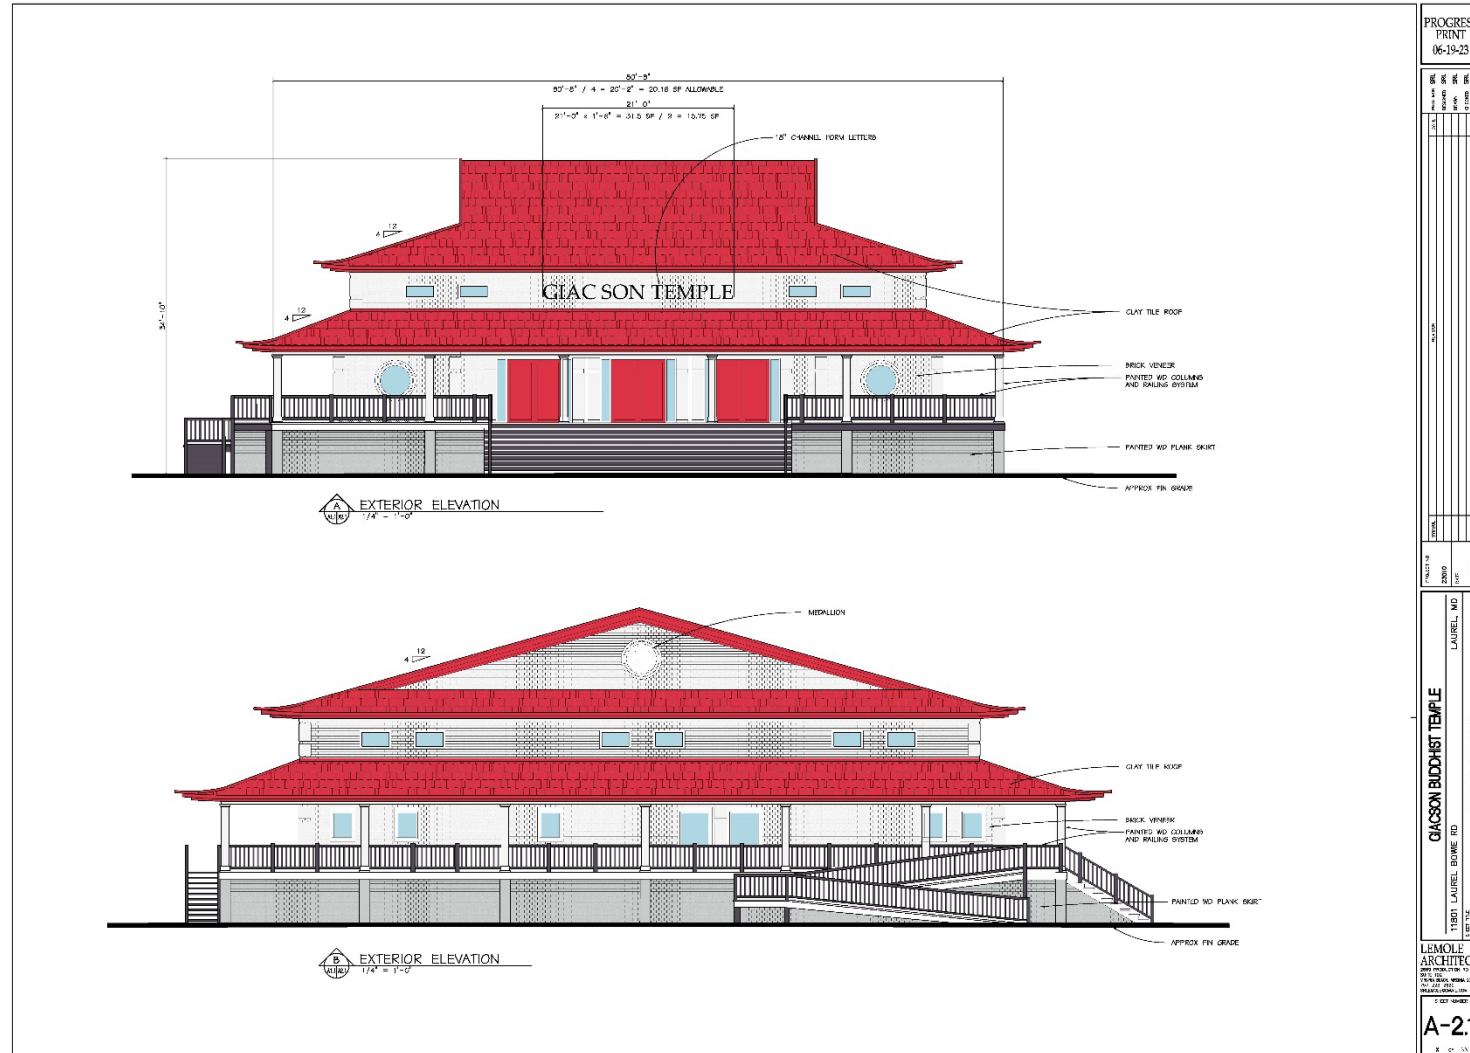 80'-8"
80'-8" / 4 = 20'-2" = 20.18 SF ALLOWABLE
21' 0"
21'-0" x 1'-6" = 31.5 SF / 2 = 15.75 SF
18" CHANNEL FORM LETTERS
12
4
34'-10"
GIAC SON TEMPLE
12
4
CLAY TILE ROOF
BRICK VENEER
PAINTED WD COLUMNS
AND RAILING SYSTEM
PAINTED WD PLANK SKIRT
APPROX FIN GRADE
A
EXTERIOR ELEVATION
1/4" = 1'-0"
MEDALLION
12
4
CLAY TILE ROOF
BRICK VENEER
PAINTED WD COLUMNS
AND RAILING SYSTEM
PAINTED WD PLANK SKIRT
APPROX FIN GRADE
B
EXTERIOR ELEVATION
1/4" = 1'-0"
PROGRES
PRINT
06-19-23
23010
GIACSON BUDDHIST TEMPLE
11801 LAUREL BOWIE RD
LAUREL, MD
LEMOLE
ARCHITEC
SHEET NUMBER
A-2.1